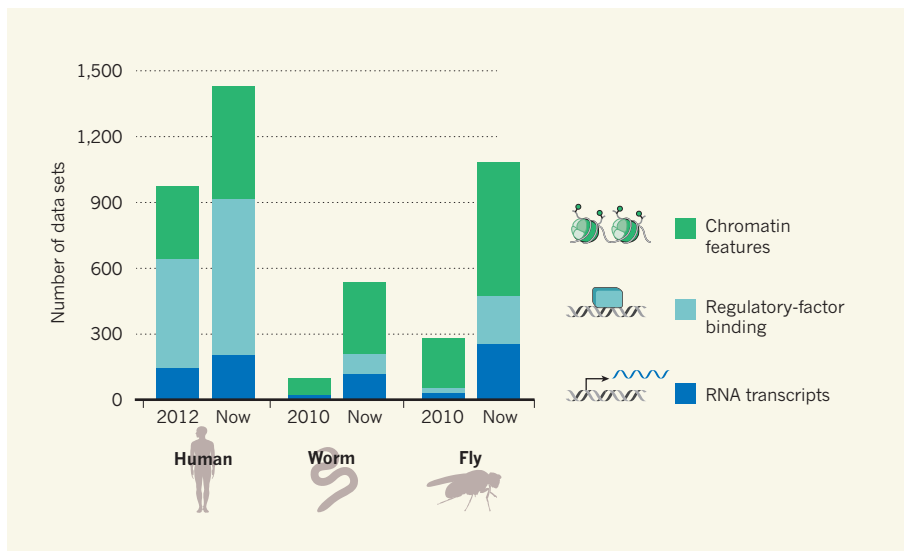 Number of data sets
1,500
1,200
900
600
300
0
2012 Now 2010 Now 2010 Now
Human Worm Fly
Chromatin
features
Regulatory-factor
binding
RNA transcripts